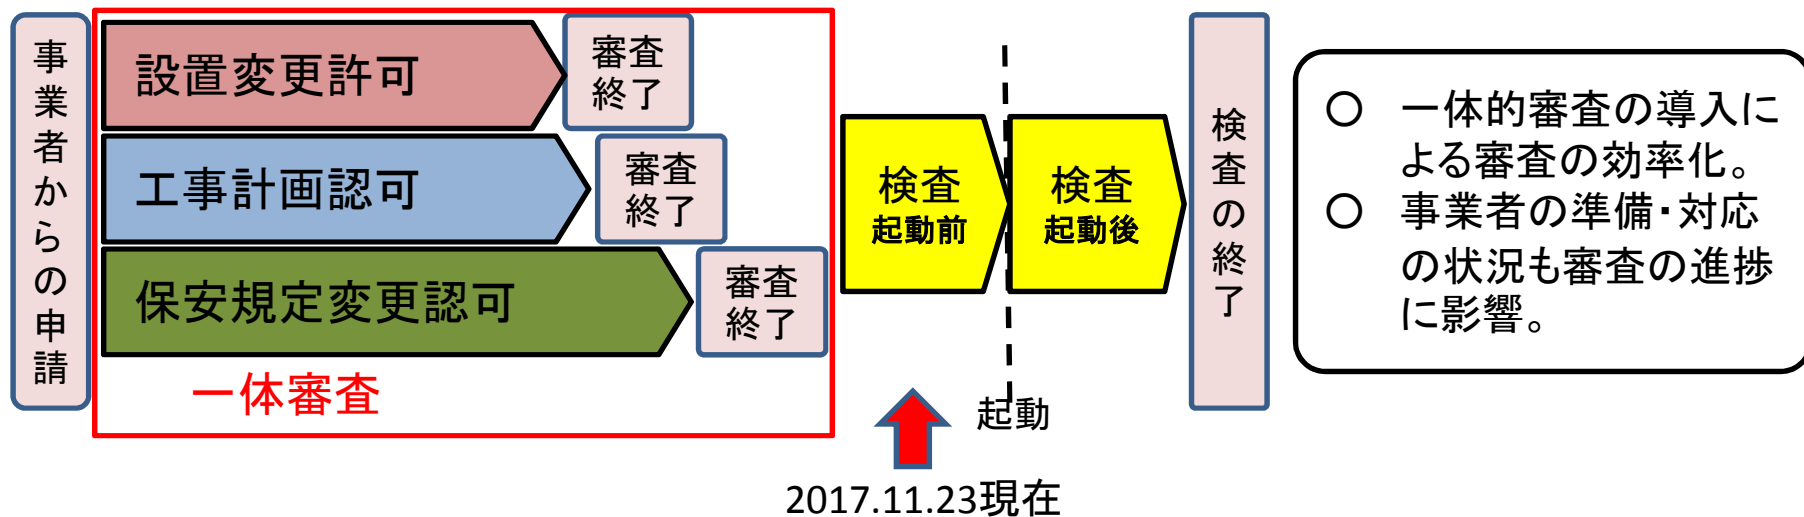 事業者からの申請
設置変更許可
審査
終了
工事計画認可
審査
終了
保安規定変更認可
審査
終了
一体審査
検査
起動前
検査
起動後
起動
2017.11.23現在
検査の終了
○ 一体的審査の導入に
よる審査の効率化。
○ 事業者の準備・対応
の状況も審査の進捗
に影響。